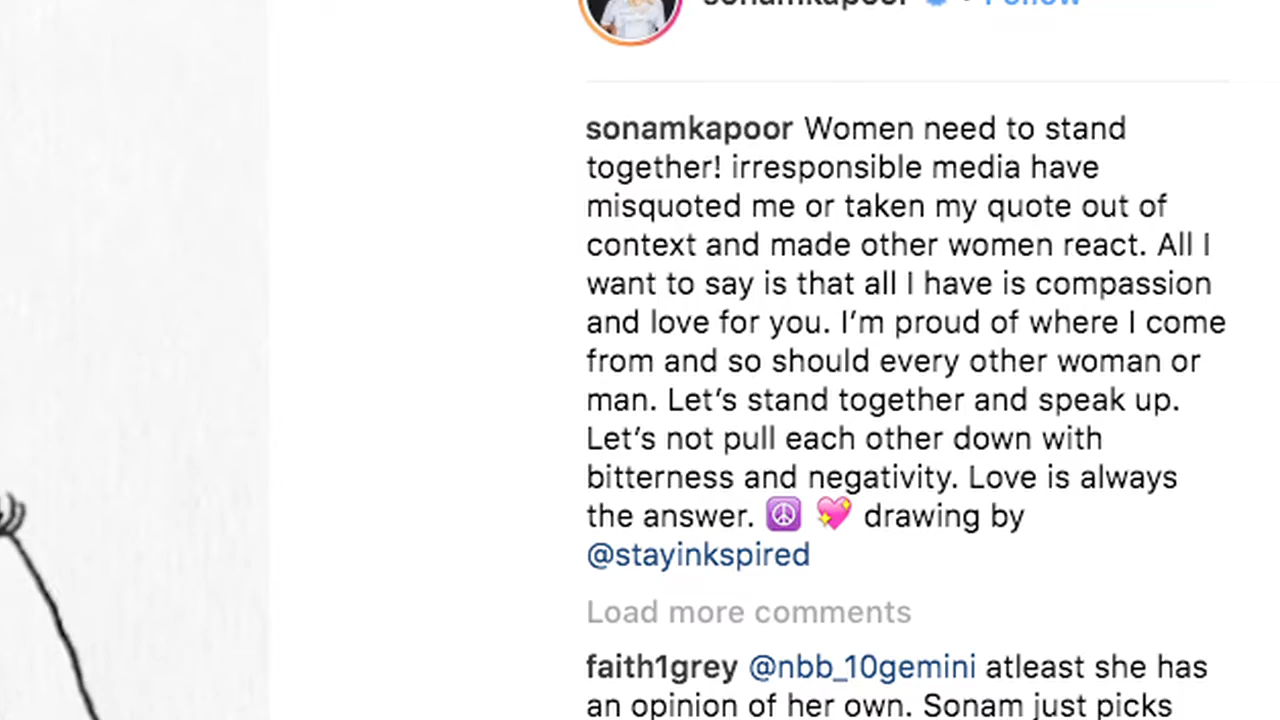 sonamkapoor • Follow
sonamkapoor Women need to stand
together! irresponsible media have
misquoted me or taken my quote out of
context and made other women react. All I
want to say is that all I have is compassion
and love for you. I’m proud of where I come
from and so should every other woman or
man. Let’s stand together and speak up.
Let’s not pull each other down with
bitterness and negativity. Love is always
the answer. ☮️ 💖 drawing by
@stayinkspired
Load more comments
faith1grey @nbb_10gemini atleast she has
an opinion of her own. Sonam just picks